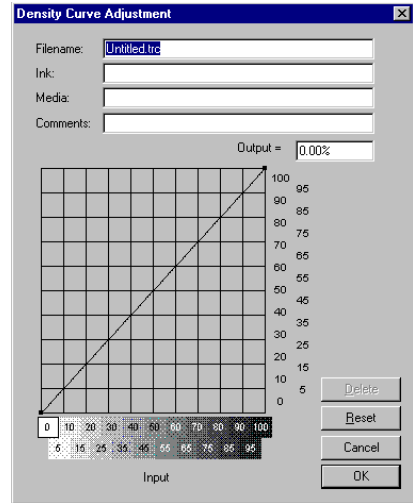 Density Curve Adjustment
Filename: Untitled.trc
Ink:
Media:
Comments:
Output = 0.00%
100
95
90
85
80
75
70
65
60
55
50
45
40
35
30
25
20
15
10
5
0
0 10 20 30 40 50 60 70 80 90 100
5 15 25 35 45 55 65 75 85 95
Input
Delete
Reset
Cancel
OK